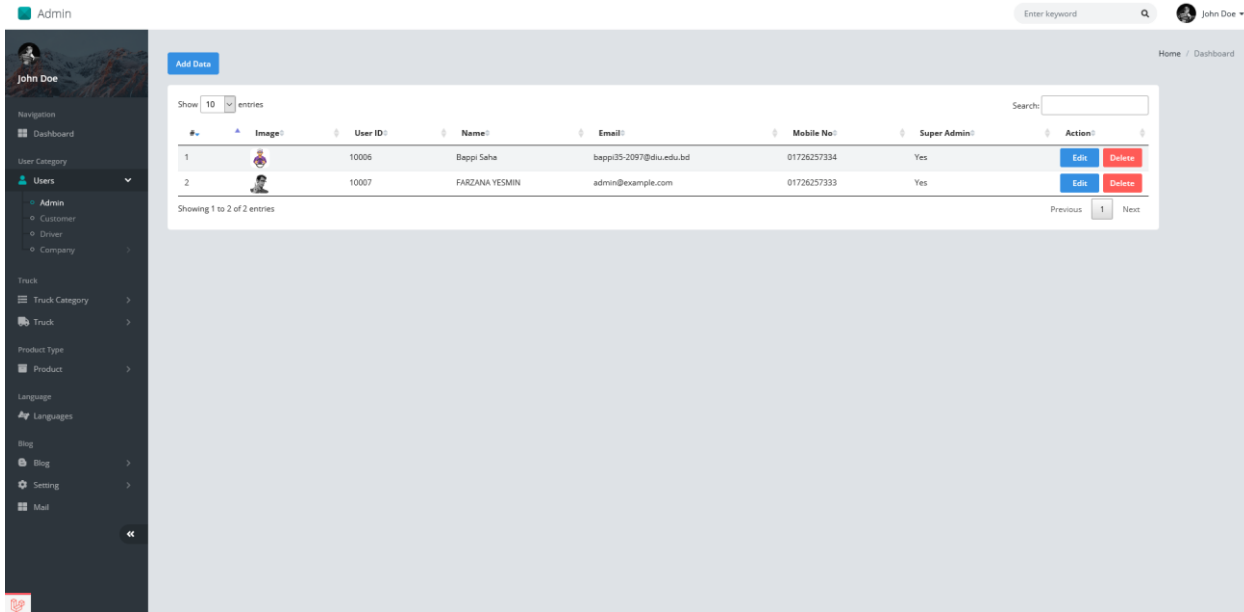 Admin
Enter keyword
John Doe
John Doe
Navigation
Dashboard
User Category
Users
Admin
Customer
Driver
Company
Truck
Truck Category
Truck
Product Type
Product
Language
Languages
Blog
Blog
Setting
Mail
Add Data
Home / Dashboard
Show 10 entries
Search:
# Image User ID Name Email Mobile No Super Admin Action
1 10006 Bappi Saha bappi35-2097@diu.edu.bd 01726257334 Yes Edit Delete
2 10007 FARZANA YESMIN admin@example.com 01726257333 Yes Edit Delete
Showing 1 to 2 of 2 entries
Previous 1 Next